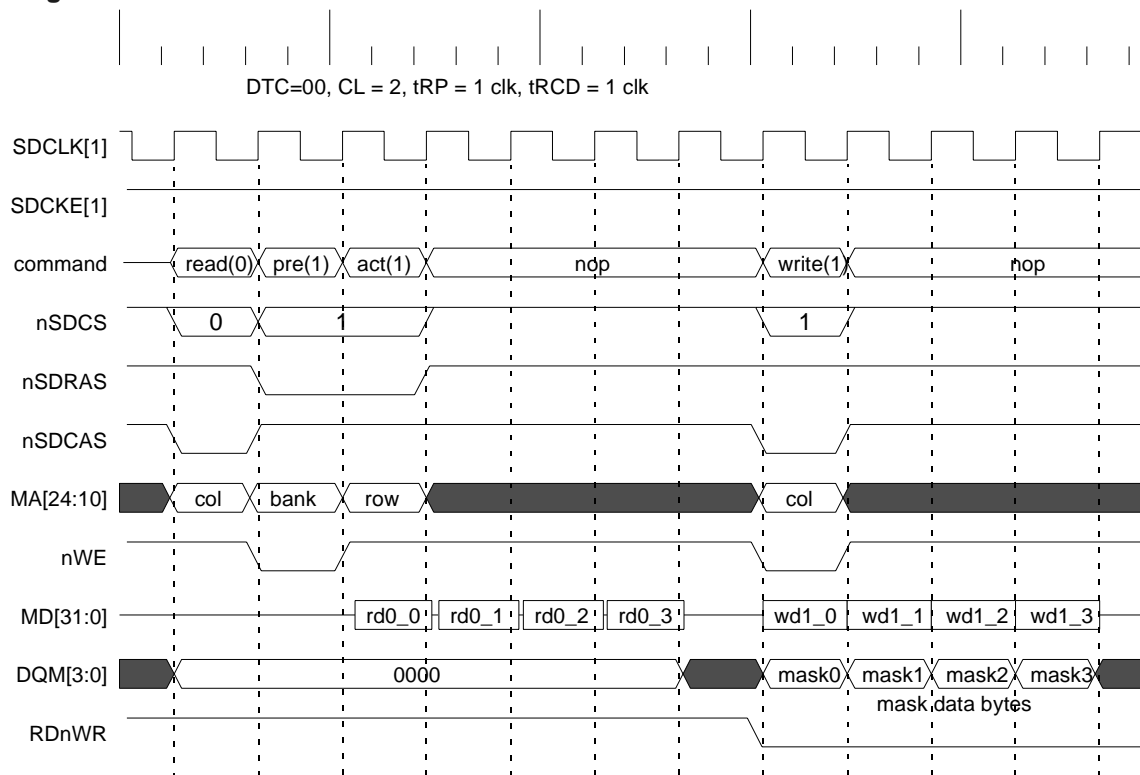 DTC=00, CL = 2, tRP = 1 clk, tRCD = 1 clk
SDCLK[1]
SDCKE[1]
command read(0) pre(1) act(1) nop write(1) nop
nSDCS 0 1 1
nSDRAS
nSDCAS
MA[24:10] col bank row col
nWE
MD[31:0] rd0_0 rd0_1 rd0_2 rd0_3 wd1_0 wd1_1 wd1_2 wd1_3
DQM[3:0] 0000 mask0 mask1 mask2 mask3
mask data bytes
RDnWR